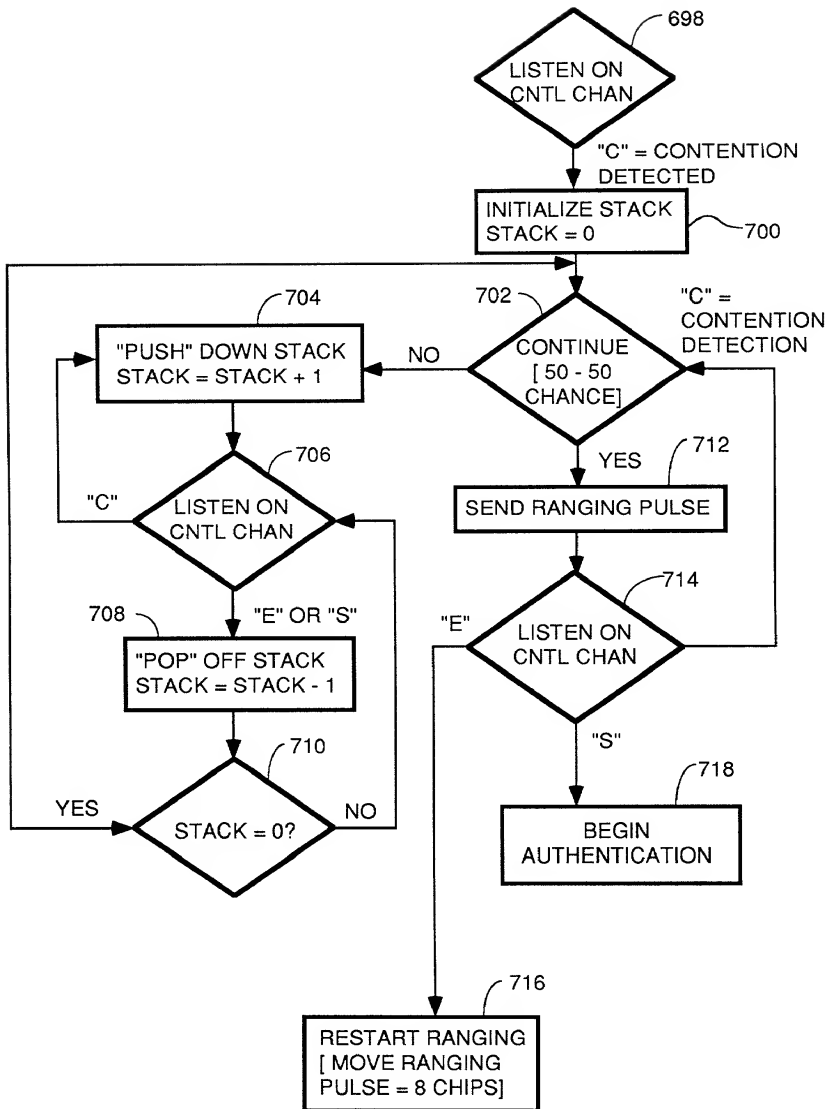 698
LISTEN ON
CNTL CHAN
"C" = CONTENTION
DETECTED
INITIALIZE STACK
STACK = 0
700
704
"PUSH" DOWN STACK
STACK = STACK + 1
NO
702
CONTINUE
[ 50 - 50
CHANCE]
"C" =
CONTENTION
DETECTION
YES
712
SEND RANGING PULSE
706
LISTEN ON
CNTL CHAN
"C"
"E" OR "S"
708
"POP" OFF STACK
STACK = STACK - 1
710
STACK = 0?
YES
NO
714
LISTEN ON
CNTL CHAN
"E"
"S"
718
BEGIN
AUTHENTICATION
716
RESTART RANGING
[ MOVE RANGING
PULSE = 8 CHIPS]